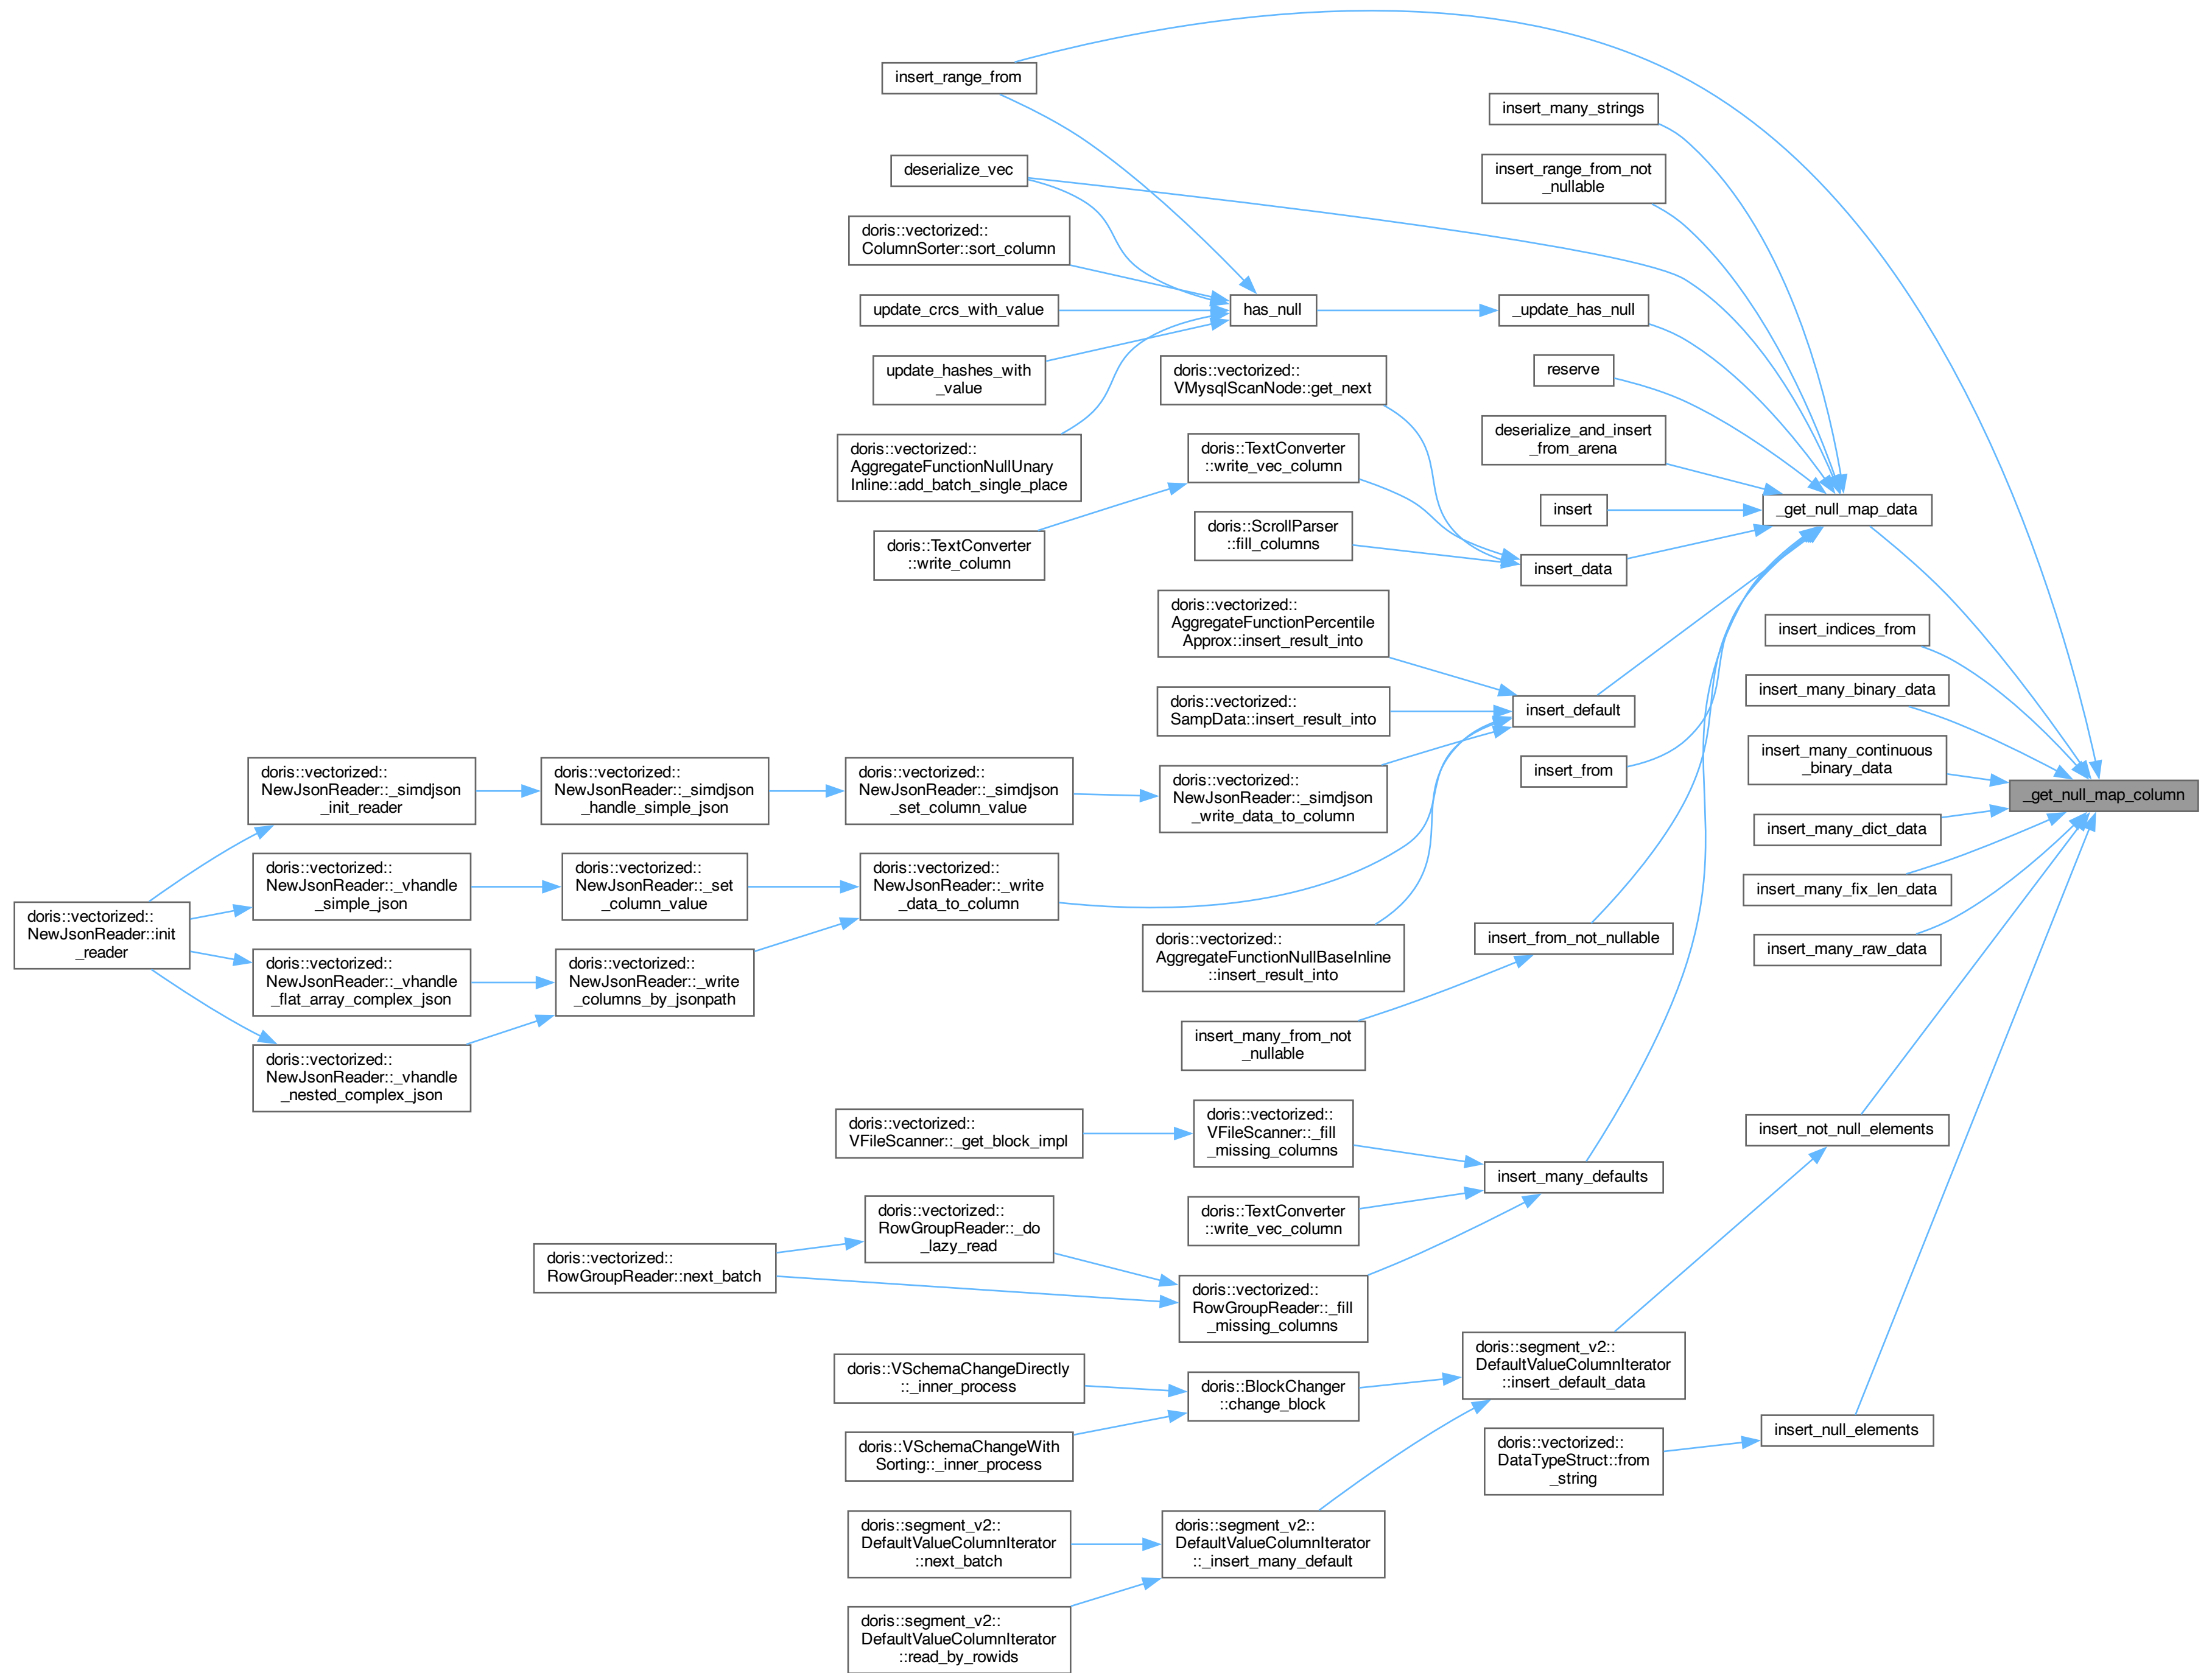 insert_range_from
insert_many_strings
deserialize_vec
insert_range_from_not
_nullable
doris::vectorized::
ColumnSorter::sort_column
update_crcs_with_value
has_null
_update_has_null
update_hashes_with
_value
doris::vectorized::
VMysqlScanNode::get_next
reserve
doris::vectorized::
AggregateFunctionNullUnary
Inline::add_batch_single_place
doris::TextConverter
::write_vec_column
deserialize_and_insert
_from_arena
doris::TextConverter
::write_column
doris::ScrollParser
::fill_columns
insert
_get_null_map_data
insert_data
doris::vectorized::
AggregateFunctionPercentile
Approx::insert_result_into
insert_indices_from
doris::vectorized::
SampData::insert_result_into
insert_default
insert_many_binary_data
insert_from
insert_many_continuous
_binary_data
_get_null_map_column
doris::vectorized::
NewJsonReader::_simdjson
_init_reader
doris::vectorized::
NewJsonReader::_simdjson
_handle_simple_json
doris::vectorized::
NewJsonReader::_simdjson
_set_column_value
doris::vectorized::
NewJsonReader::_simdjson
_write_data_to_column
insert_many_dict_data
doris::vectorized::
NewJsonReader::_vhandle
_simple_json
doris::vectorized::
NewJsonReader::_set
_column_value
doris::vectorized::
NewJsonReader::_write
_data_to_column
insert_many_fix_len_data
doris::vectorized::
NewJsonReader::init
_reader
doris::vectorized::
AggregateFunctionNullBaseInline
::insert_result_into
insert_from_not_nullable
insert_many_raw_data
doris::vectorized::
NewJsonReader::_vhandle
_flat_array_complex_json
doris::vectorized::
NewJsonReader::_write
_columns_by_jsonpath
insert_many_from_not
_nullable
doris::vectorized::
NewJsonReader::_vhandle
_nested_complex_json
doris::vectorized::
VFileScanner::_get_block_impl
doris::vectorized::
VFileScanner::_fill
_missing_columns
insert_not_null_elements
insert_many_defaults
doris::TextConverter
::write_vec_column
doris::vectorized::
RowGroupReader::_do
_lazy_read
doris::vectorized::
RowGroupReader::next_batch
doris::vectorized::
RowGroupReader::_fill
_missing_columns
doris::VSchemaChangeDirectly
::_inner_process
doris::BlockChanger
::change_block
doris::segment_v2::
DefaultValueColumnIterator
::insert_default_data
insert_null_elements
doris::VSchemaChangeWith
Sorting::_inner_process
doris::vectorized::
DataTypeStruct::from
_string
doris::segment_v2::
DefaultValueColumnIterator
::next_batch
doris::segment_v2::
DefaultValueColumnIterator
::_insert_many_default
doris::segment_v2::
DefaultValueColumnIterator
::read_by_rowids